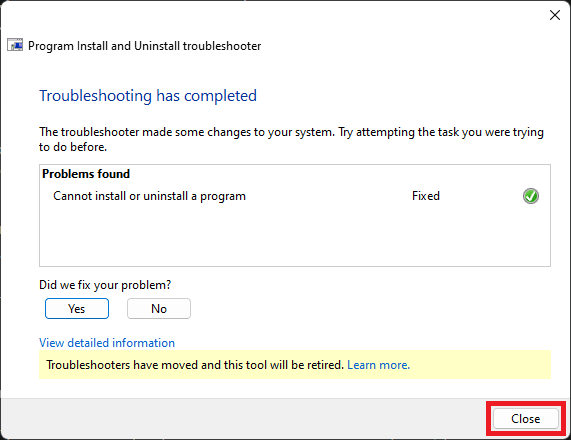 Program Install and Uninstall troubleshooter
Troubleshooting has completed
The troubleshooter made some changes to your system. Try attempting the task you were trying
to do before.
Problems found
Cannot install or uninstall a program Fixed
Did we fix your problem?
Yes No
View detailed information
Troubleshooters have moved and this tool will be retired. Learn more.
Close